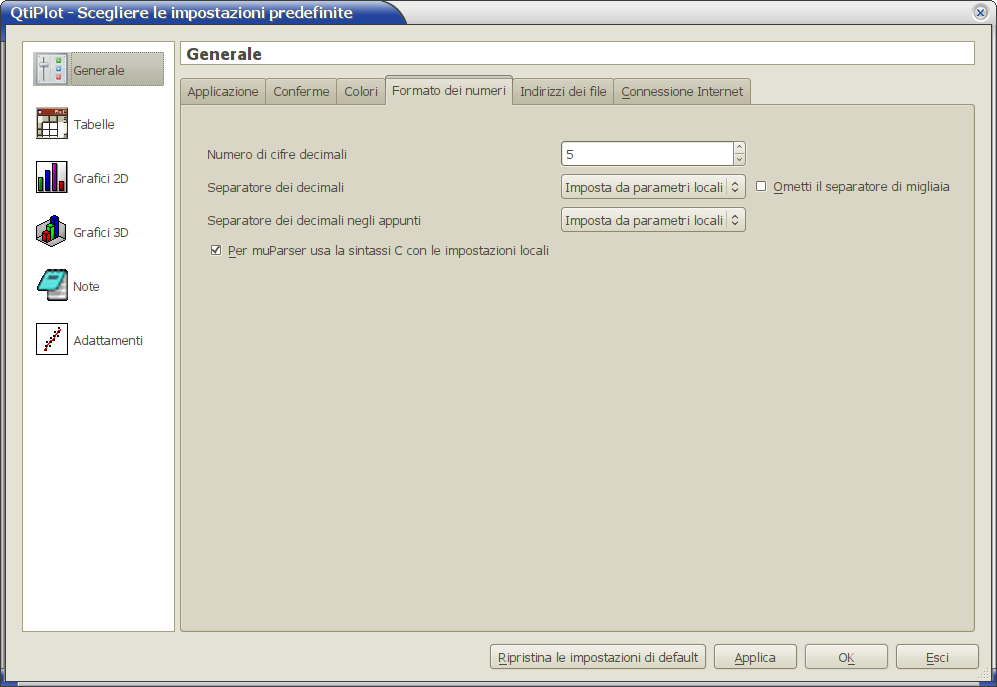 QtiPlot - Scegliere le impostazioni predefinite
Generale
Tabelle
Grafici 2D
Grafici 3D
Note
Adattamenti
Generale
Applicazione Conferme Colori Formato dei numeri Indirizzi dei file Connessione Internet
Numero di cifre decimali 5
Separatore dei decimali Imposta da parametri locali Ometti il separatore di migliaia
Separatore dei decimali negli appunti Imposta da parametri locali
Per muParser usa la sintassi C con le impostazioni locali
Ripristina le impostazioni di default Applica OK Esci